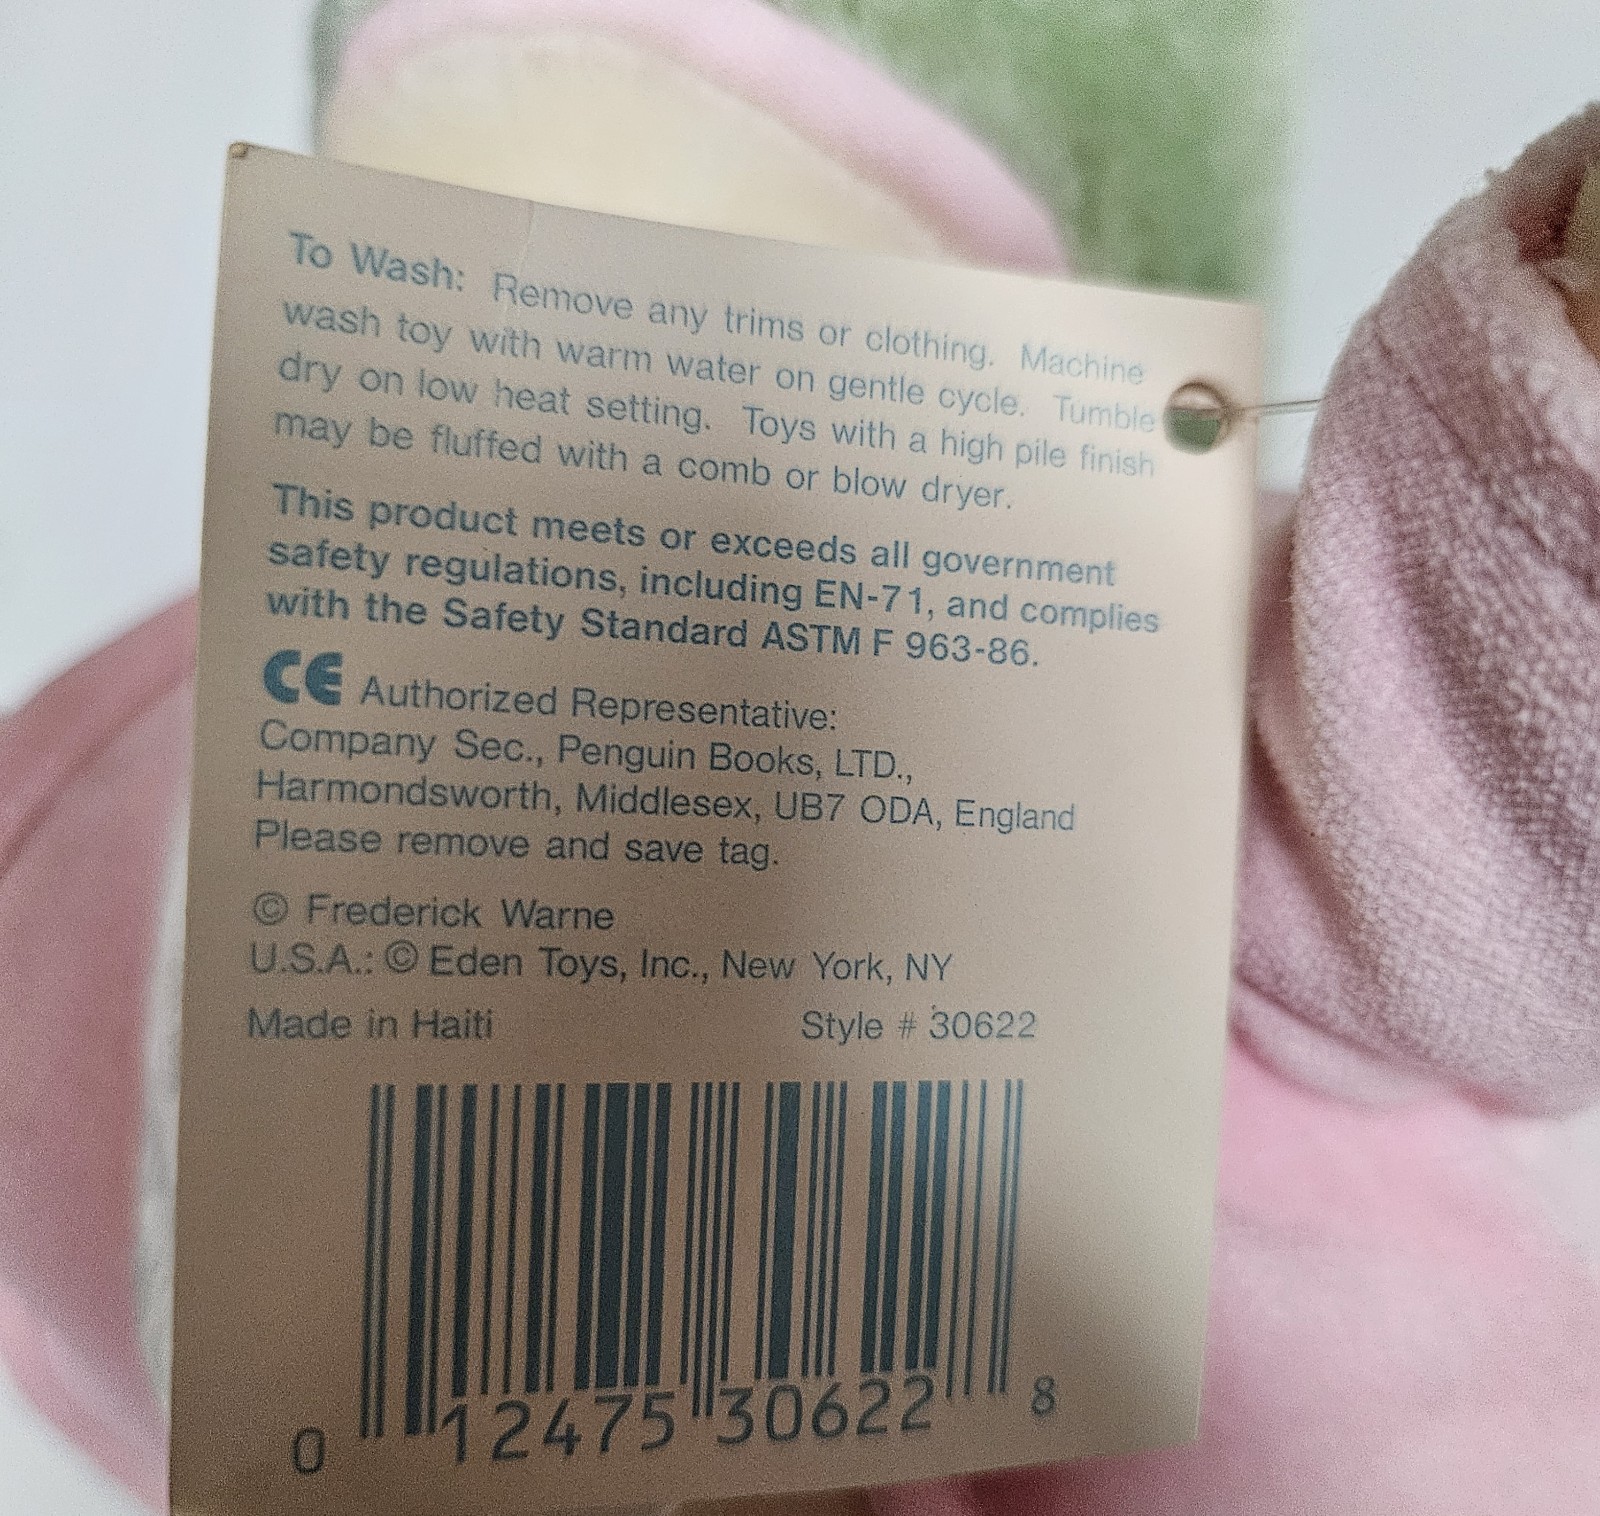 To Wash: Remove any trims or clothing. Machine
wash toy with warm water on gentle cycle. Tumble
dry on low heat setting. Toys with a high pile finish
may be fluffed with a comb or blow dryer.
This product meets or exceeds all government
safety regulations, including EN-71, and complies
with the Safety Standard ASTM F 963-86.
CE Authorized Representative:
Company Sec., Penguin Books, LTD.,
Harmondsworth, Middlesex, UB7 ODA, England
Please remove and save tag.
© Frederick Warne
U.S.A.: © Eden Toys, Inc., New York, NY
Made in Haiti Style # 30622
0 12475 30622 8